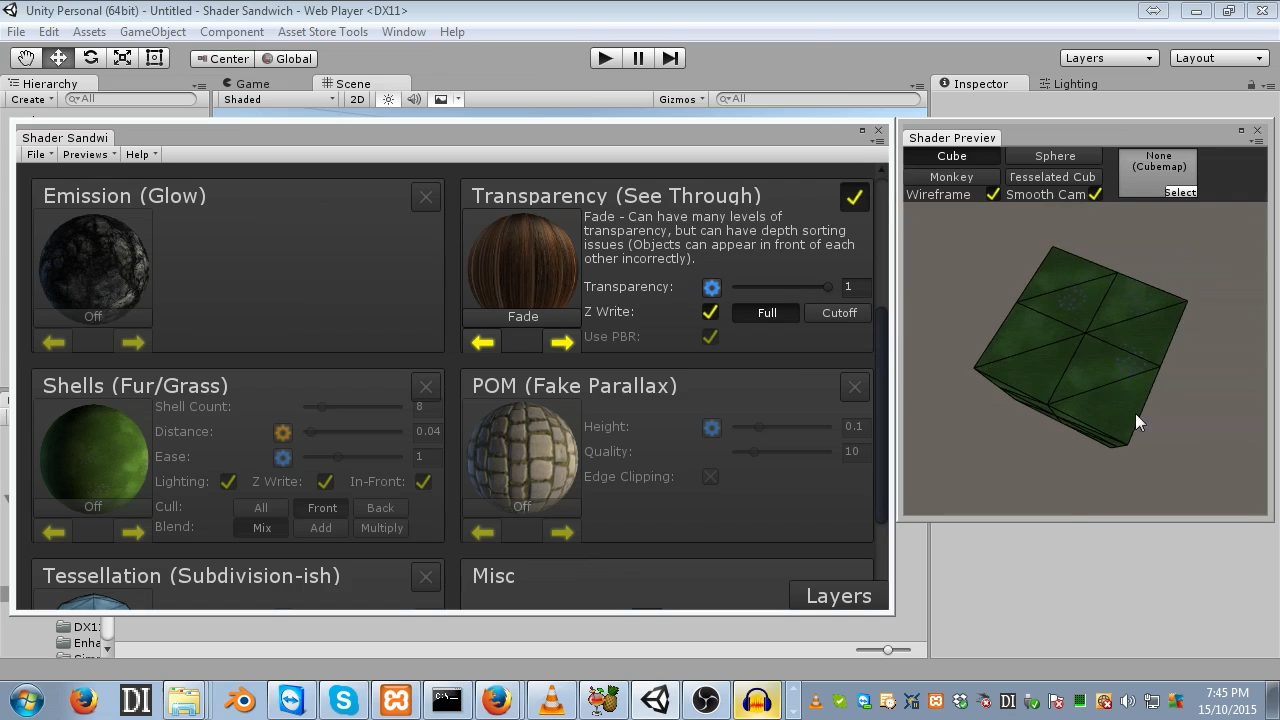 Unity Personal (64bit) - Untitled - Shader Sandwich - Web Player <DX11>
File Edit Assets GameObject Component Asset Store Tools Window Help
Center Global Layers Layout
Hierarchy Game Scene Inspector Lighting
Create All Shaded 2D Gizmos All
Shader Sandwi
File Previews Help
Emission (Glow)
Off
Transparency (See Through)
Fade - Can have many levels of
transparency, but can have depth sorting
issues (Objects can appear in front of each
other incorrectly).
Transparency: 1
Z Write: Full Cutoff
Use PBR:
Fade
Shells (Fur/Grass)
Shell Count: 8
Distance: 0.04
Ease: 1
Lighting: Z Write: In-Front:
Cull: All Front Back
Blend: Mix Add Multiply
Off
POM (Fake Parallax)
Height: 0.1
Quality: 10
Edge Clipping:
Off
Tessellation (Subdivision-ish)
Misc
Layers
Shader Preview
Cube Sphere
Monkey Tesselated Cub
Wireframe Smooth Cam
None
(Cubemap)
Select
DX11
Enha
DI
DI
7:45 PM
15/10/2015